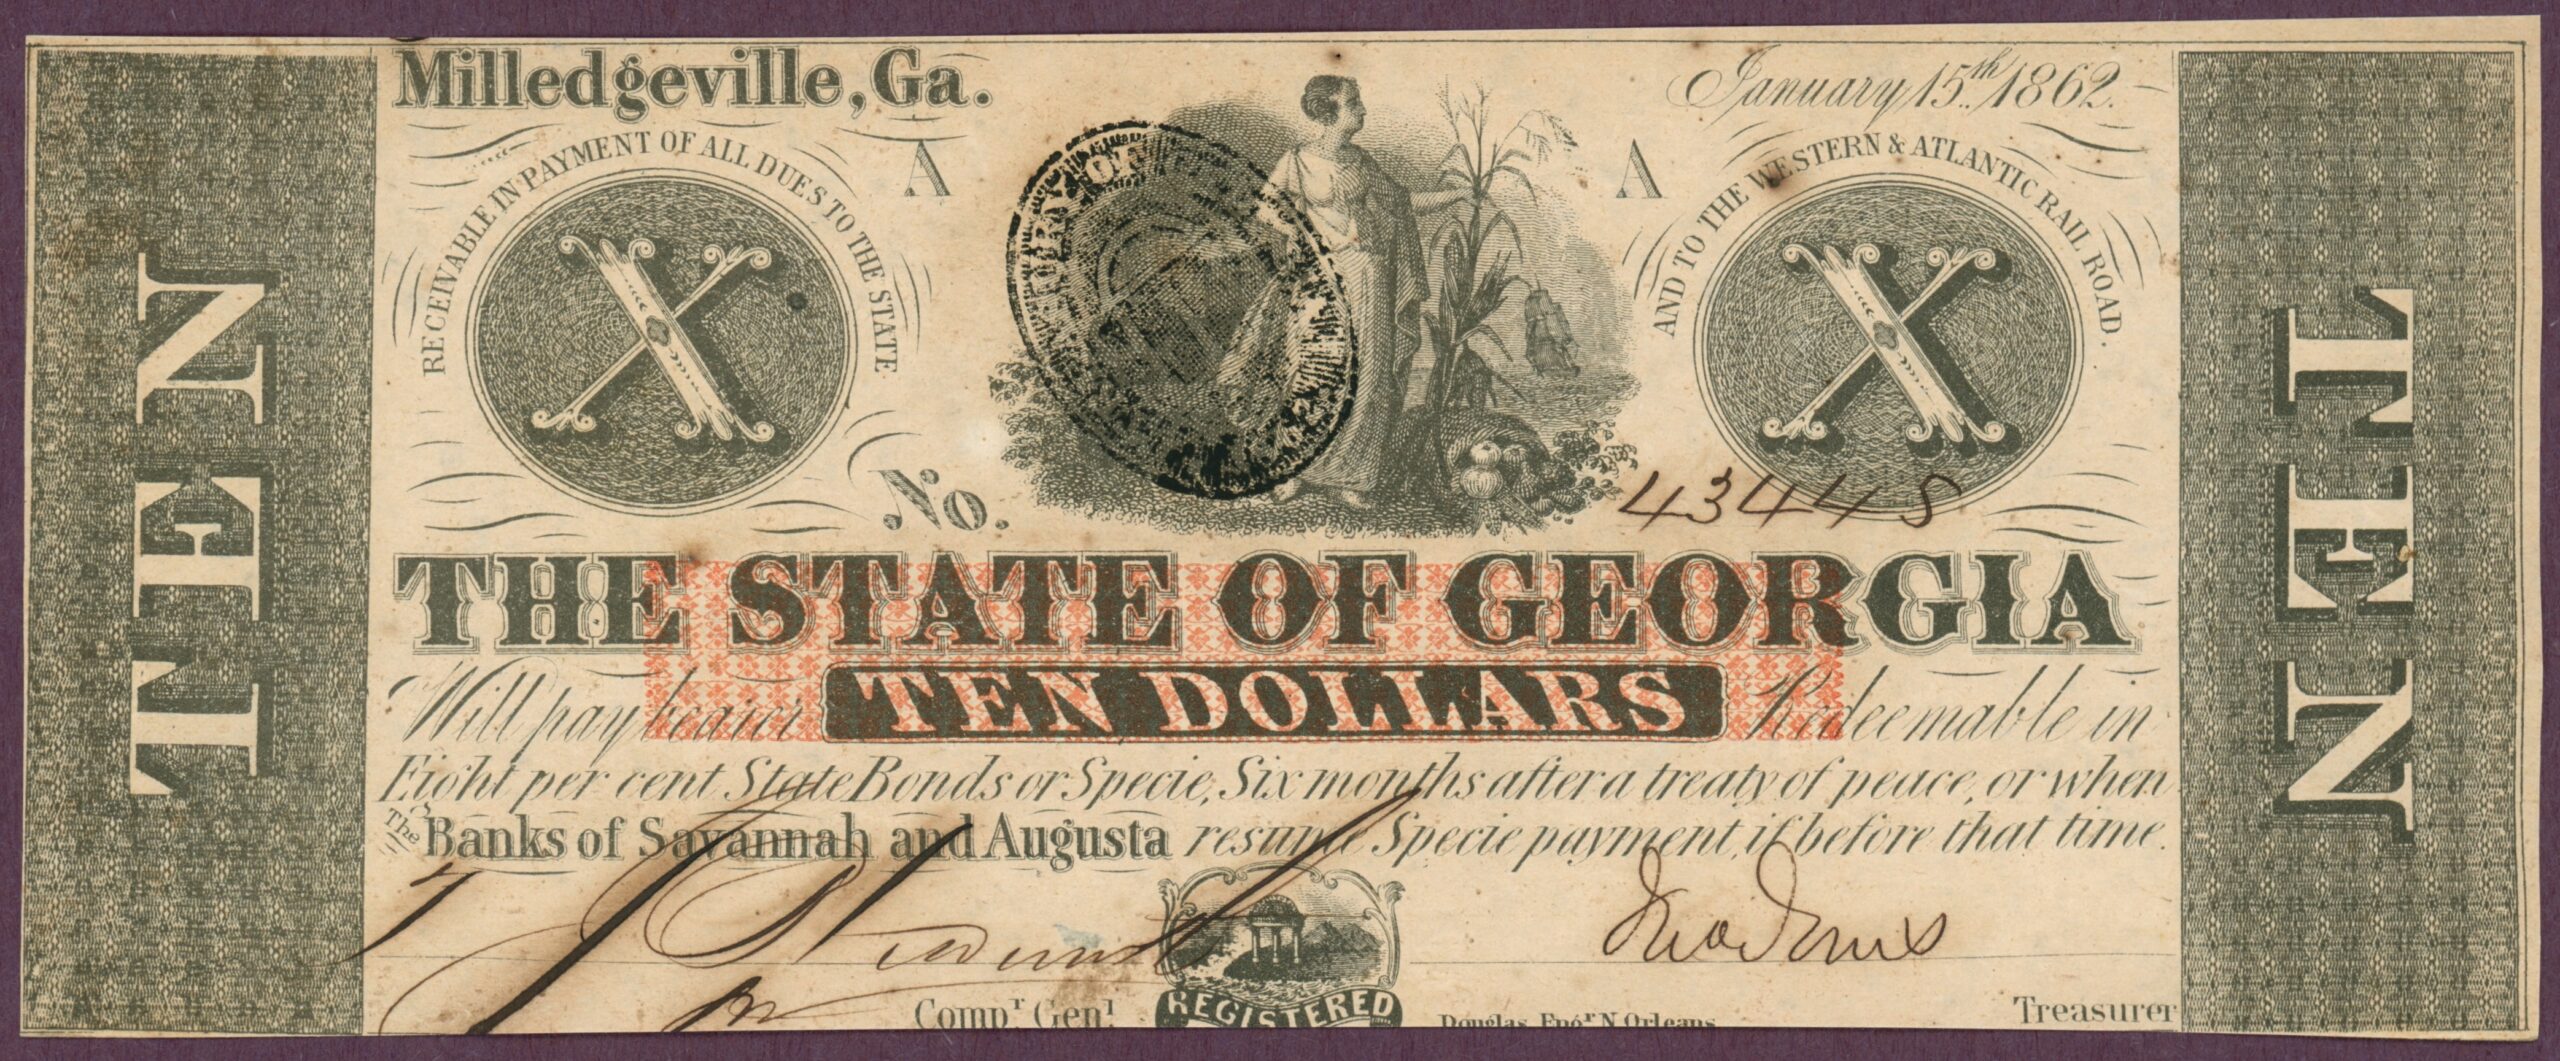 Milledgeville, Ga.
January 15th 1862.
RECEIVABLE IN PAYMENT OF ALL DUES TO THE STATE
A
A
AND TO THE WESTERN & ATLANTIC RAIL ROAD.
X
X
TEN
TEN
No. 43445
THE STATE OF GEORGIA
Will pay bearer TEN DOLLARS Redeemable in
Eight per cent State Bonds or Specie, Six months after a treaty of peace, or when
The Banks of Savannah and Augusta resume Specie payment, if before that time.
REGISTERED
Compr Genl
Douglas, Engr N. Orleans
Treasurer